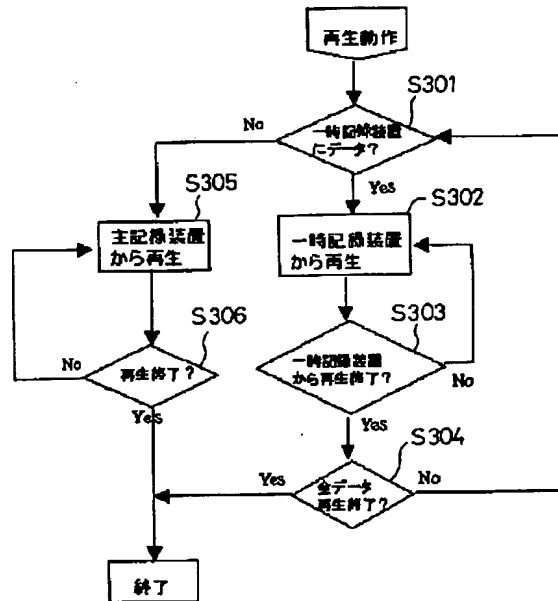 再生動作
S301
一時記録装置
にデータ?
No
Yes
S305
S302
主記録装置
から再生
一時記録装置
から再生
S306
S303
再生終了?
No
Yes
一時記録装置
から再生終了?
No
Yes
S304
全データ
再生終了?
Yes
No
終了